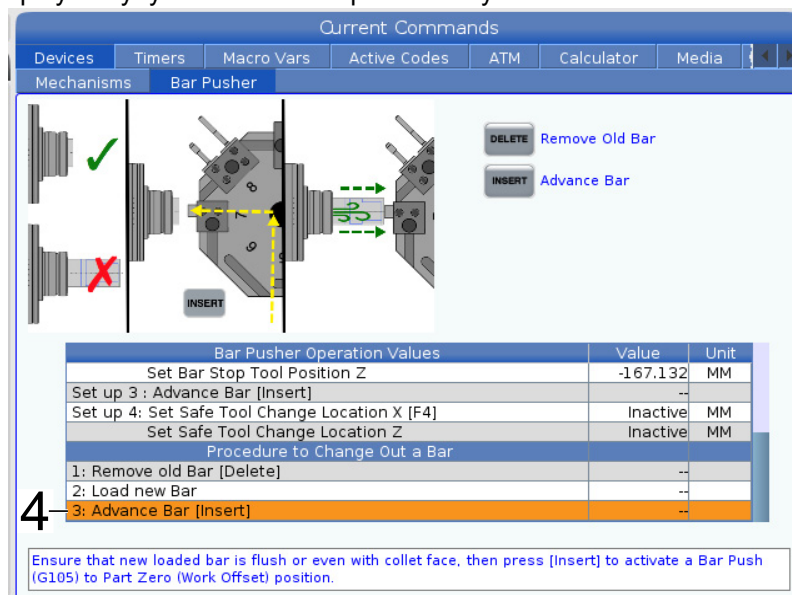 Current Commands
Devices Timers Macro Vars Active Codes ATM Calculator Media
Mechanisms Bar Pusher
DELETE Remove Old Bar
INSERT Advance Bar
8
7
9
INSERT
Bar Pusher Operation Values Value Unit
Set Bar Stop Tool Position Z -167.132 MM
Set up 3 : Advance Bar [Insert] --
Set up 4: Set Safe Tool Change Location X [F4] Inactive MM
Set Safe Tool Change Location Z Inactive MM
Procedure to Change Out a Bar
1: Remove old Bar [Delete] --
2: Load new Bar --
4 3: Advance Bar [Insert] --
Ensure that new loaded bar is flush or even with collet face, then press [Insert] to activate a Bar Push
(G105) to Part Zero (Work Offset) position.